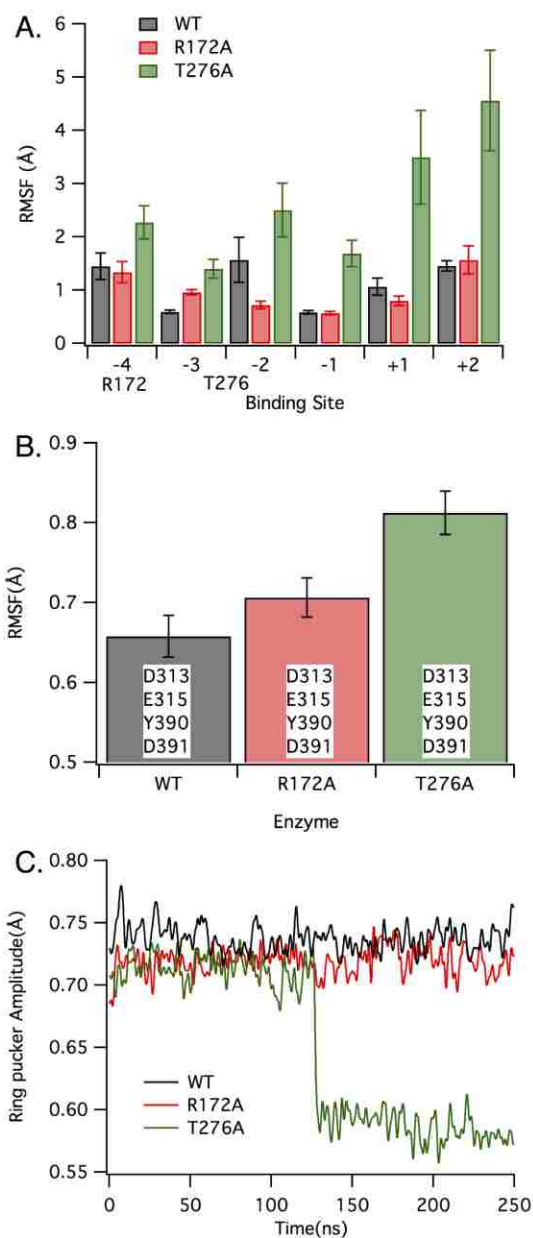 A.
WT
R172A
T276A
6
5
4
3
2
1
0
RMSF (Å)
-4 -3 -2 -1 +1 +2
R172 T276
Binding Site
B.
0.9
0.8
0.7
0.6
0.5
RMSF(Å)
D313 D313 D313
E315 E315 E315
Y390 Y390 Y390
D391 D391 D391
WT R172A T276A
Enzyme
C.
0.80
0.75
0.70
0.65
0.60
0.55
Ring pucker Amplitude(Å)
WT
R172A
T276A
0 50 100 150 200 250
Time(ns)